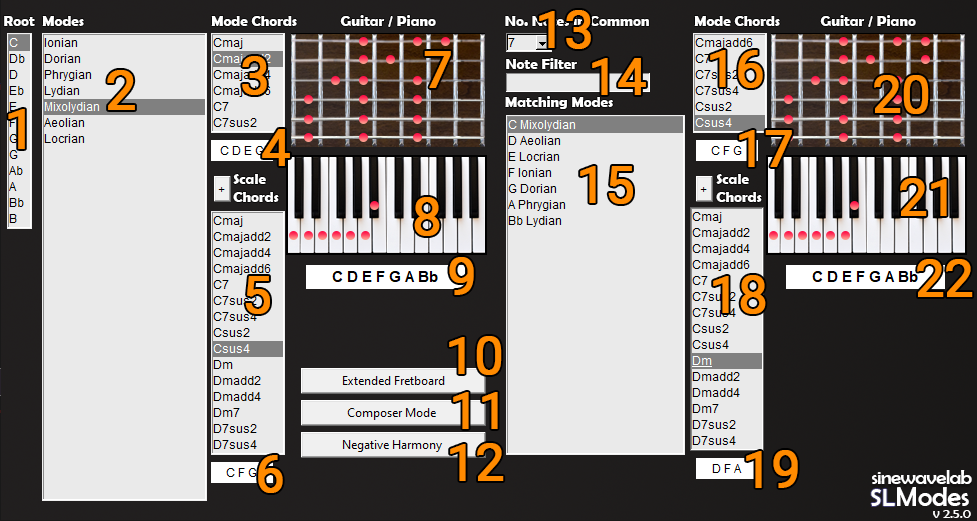 Root
C
Db
D
Eb
E
G
Ab
A
Bb
B
1
Modes
Ionian
Dorian
Phrygian
Lydian
Mixolydian
Aeolian
Locrian
2
Mode Chords
Cmaj
C7
C7sus2
3
C D E G
4
+
Scale
Chords
Cmaj
Cmajadd2
Cmajadd4
Cmajadd6
C7
C7sus2
C7sus4
Csus2
Csus4
Dm
Dmadd2
Dmadd4
Dm7
D7sus2
D7sus4
5
C F G
6
Guitar / Piano
7
8
C D E F G A Bb
9
10
Extended Fretboard
11
Composer Mode
12
Negative Harmony
No. Notes in Common
7
13
Note Filter
14
Matching Modes
C Mixolydian
D Aeolian
E Locrian
F Ionian
G Dorian
A Phrygian
Bb Lydian
15
Mode Chords
Cmajadd6
C7
C7sus2
C7sus4
Csus2
Csus4
16
C F G
17
+
Scale
Chords
Cmaj
Cmajadd2
Cmajadd4
Cmajadd6
C7
C7sus2
C7sus4
Csus2
Csus4
Dm
Dmadd2
Dmadd4
Dm7
D7sus2
D7sus4
18
D F A
19
Guitar / Piano
20
21
C D E F G A Bb
22
sinewavelab
SLModes
v 2.5.0